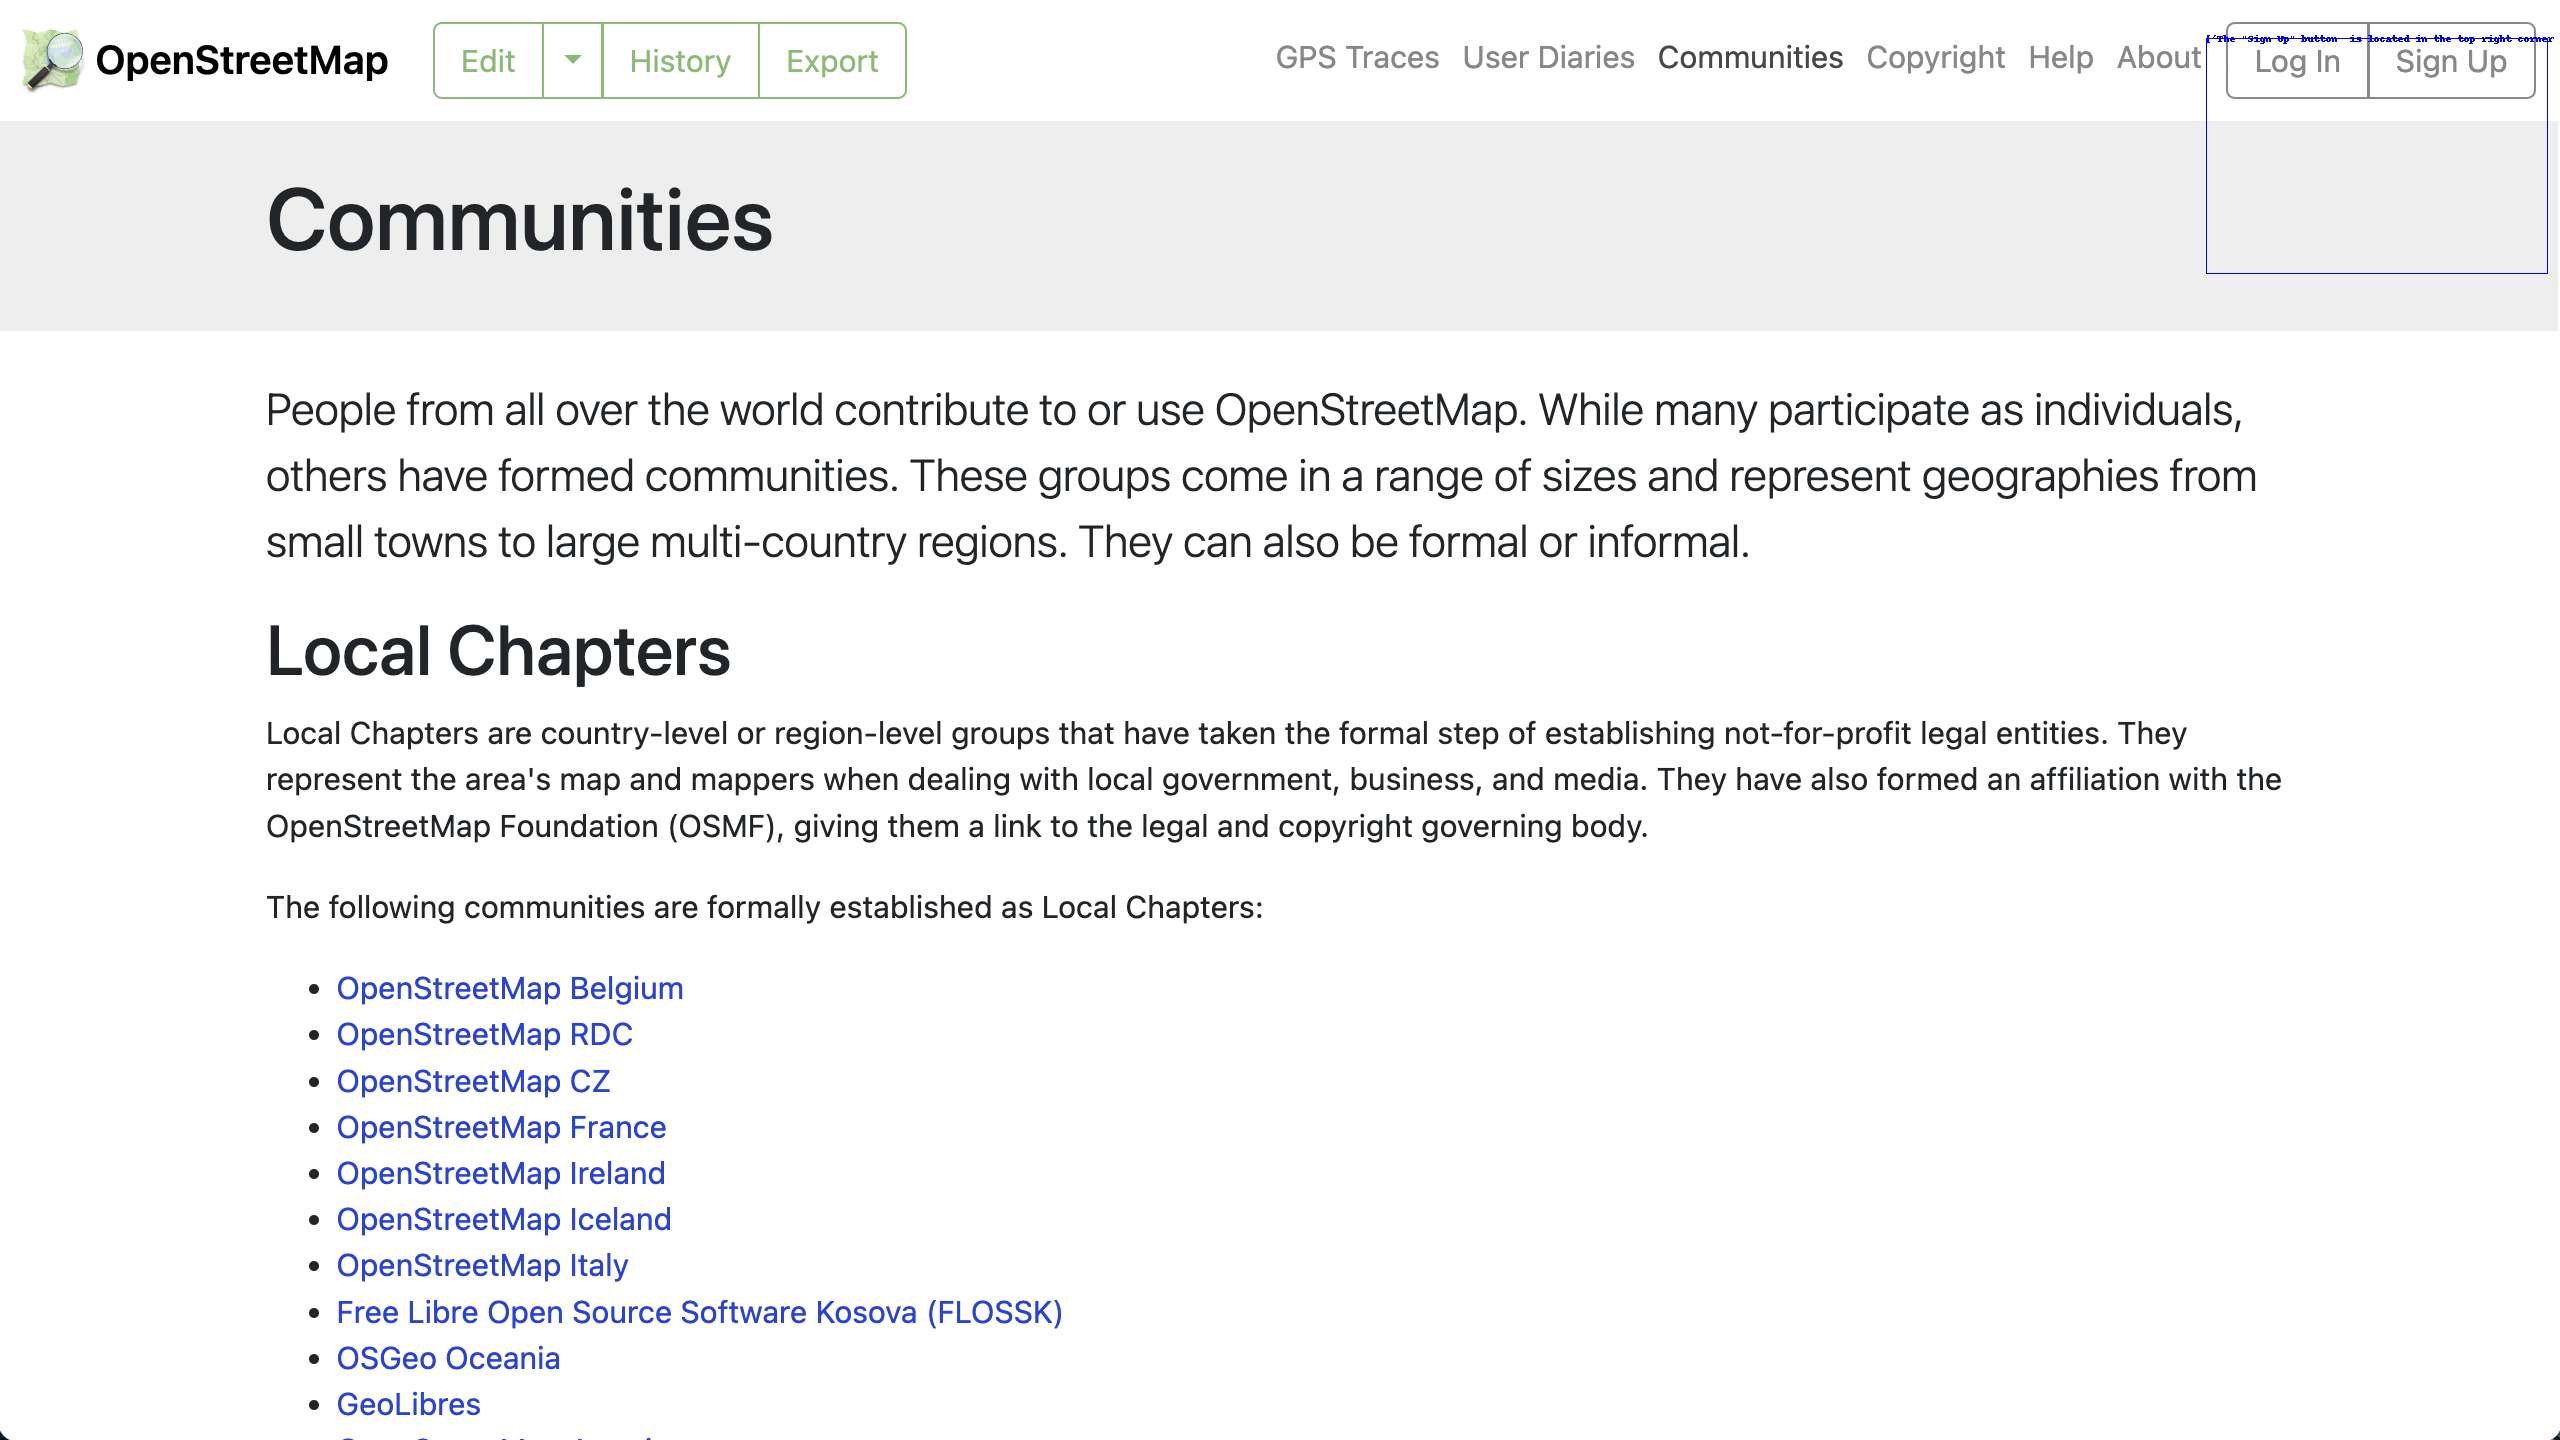 OpenStreetMap
Edit
History
Export
GPS Traces
User Diaries
Communities
Copyright
Help
About
['The "Sign Up" button is located in the top right corner
Log In
Sign Up
Communities
People from all over the world contribute to or use OpenStreetMap. While many participate as individuals,
others have formed communities. These groups come in a range of sizes and represent geographies from
small towns to large multi-country regions. They can also be formal or informal.
Local Chapters
Local Chapters are country-level or region-level groups that have taken the formal step of establishing not-for-profit legal entities. They
represent the area's map and mappers when dealing with local government, business, and media. They have also formed an affiliation with the
OpenStreetMap Foundation (OSMF), giving them a link to the legal and copyright governing body.
The following communities are formally established as Local Chapters:
• OpenStreetMap Belgium
• OpenStreetMap RDC
• OpenStreetMap CZ
• OpenStreetMap France
• OpenStreetMap Ireland
• OpenStreetMap Iceland
• OpenStreetMap Italy
• Free Libre Open Source Software Kosova (FLOSSK)
• OSGeo Oceania
• GeoLibres